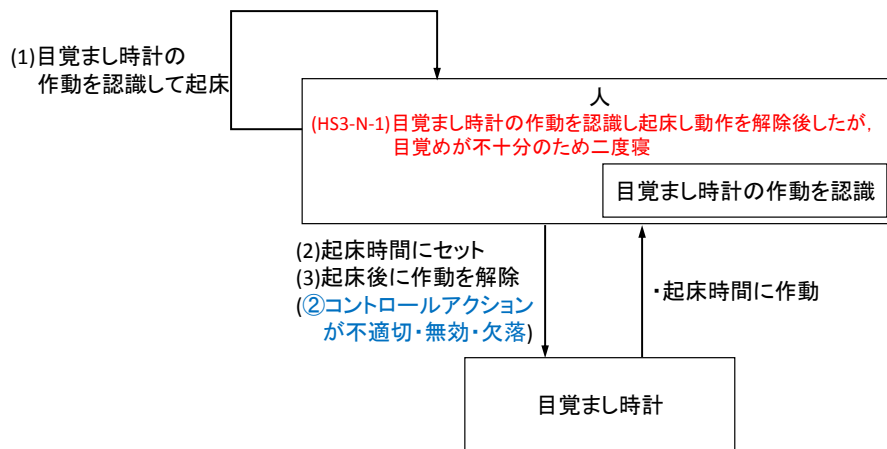 (1)目覚まし時計の
作動を認識して起床
人
(HS3-N-1)目覚まし時計の作動を認識し起床し動作を解除後したが，
目覚めが不十分のため二度寝
目覚まし時計の作動を認識
(2)起床時間にセット
(3)起床後に作動を解除
(②コントロールアクション
が不適切・無効・欠落)
・起床時間に作動
目覚まし時計